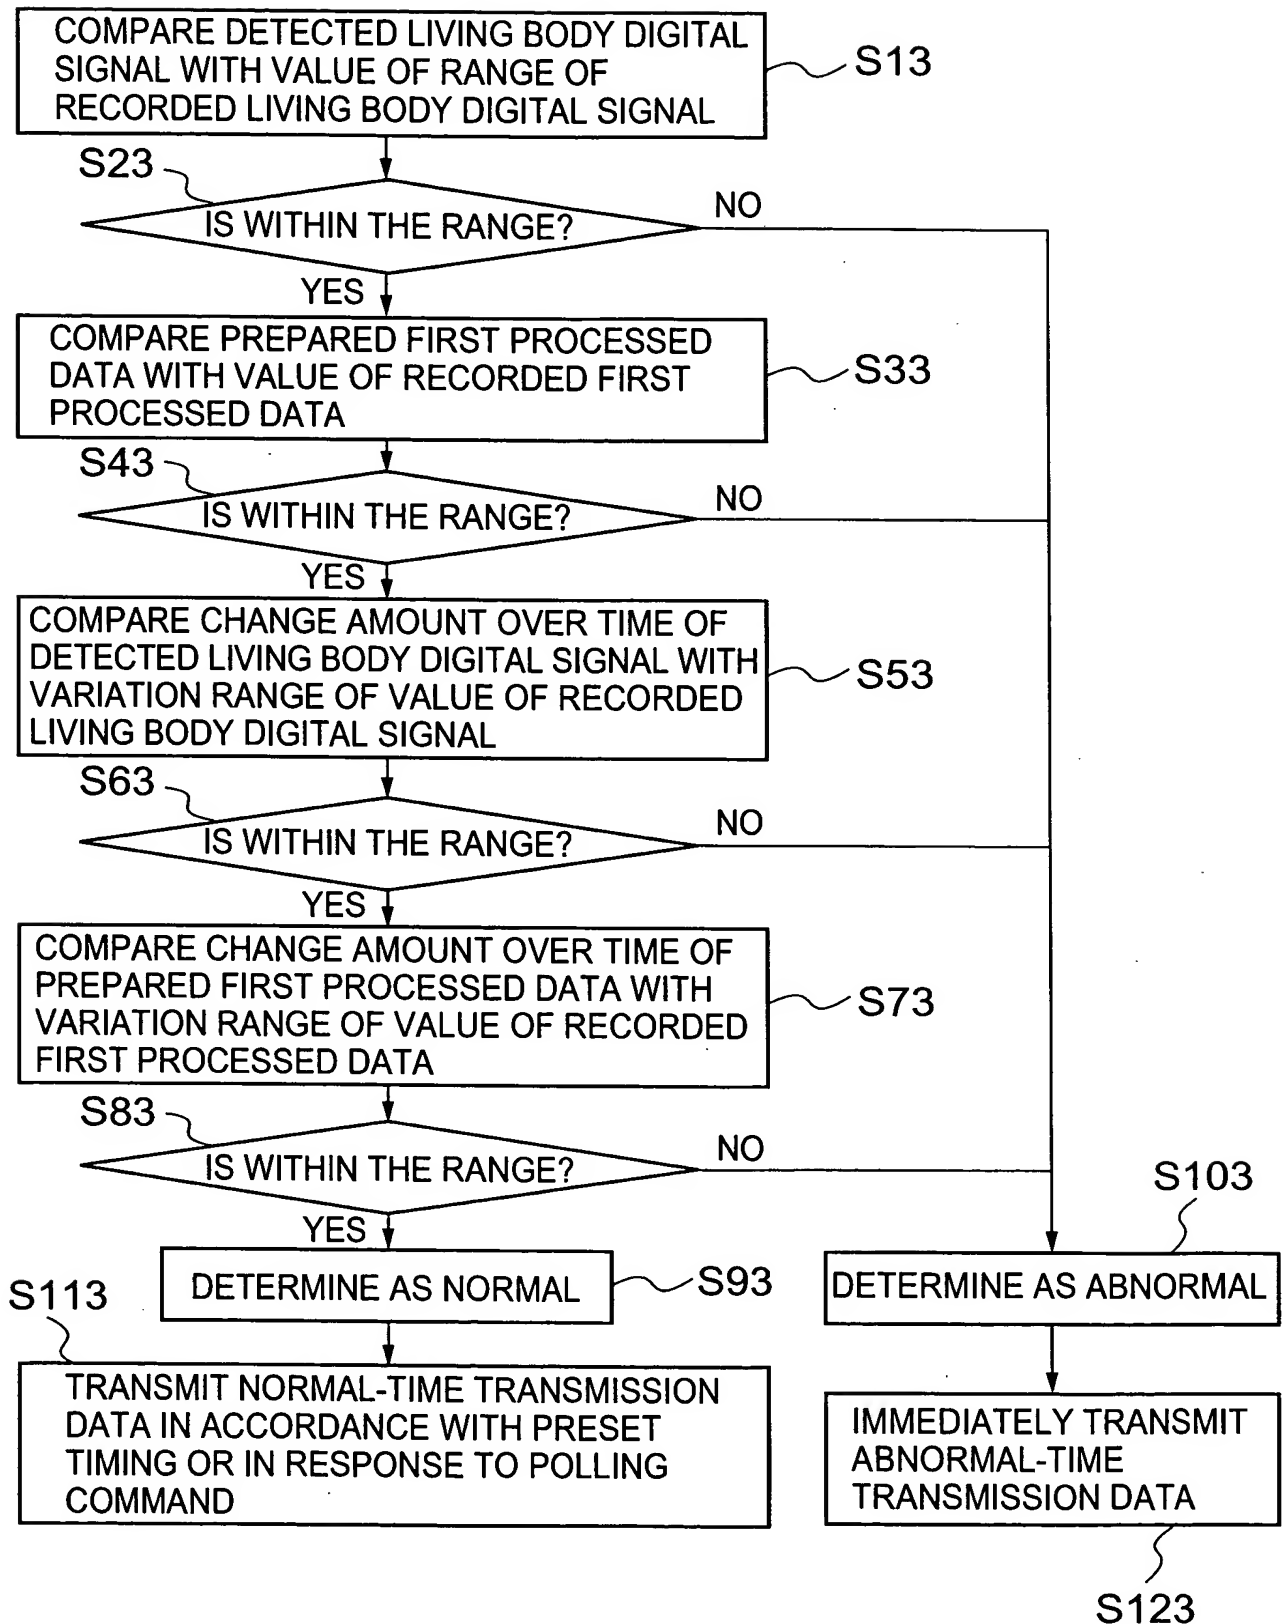 COMPARE DETECTED LIVING BODY DIGITAL
SIGNAL WITH VALUE OF RANGE OF
RECORDED LIVING BODY DIGITAL SIGNAL
S13
S23
IS WITHIN THE RANGE?
NO
YES
COMPARE PREPARED FIRST PROCESSED
DATA WITH VALUE OF RECORDED FIRST
PROCESSED DATA
S33
S43
IS WITHIN THE RANGE?
NO
YES
COMPARE CHANGE AMOUNT OVER TIME OF
DETECTED LIVING BODY DIGITAL SIGNAL WITH
VARIATION RANGE OF VALUE OF RECORDED
LIVING BODY DIGITAL SIGNAL
S53
S63
IS WITHIN THE RANGE?
NO
YES
COMPARE CHANGE AMOUNT OVER TIME OF
PREPARED FIRST PROCESSED DATA WITH
VARIATION RANGE OF VALUE OF RECORDED
FIRST PROCESSED DATA
S73
S83
IS WITHIN THE RANGE?
NO
YES
S103
DETERMINE AS NORMAL
S93
DETERMINE AS ABNORMAL
S113
TRANSMIT NORMAL-TIME TRANSMISSION
DATA IN ACCORDANCE WITH PRESET
TIMING OR IN RESPONSE TO POLLING
COMMAND
IMMEDIATELY TRANSMIT
ABNORMAL-TIME
TRANSMISSION DATA
S123